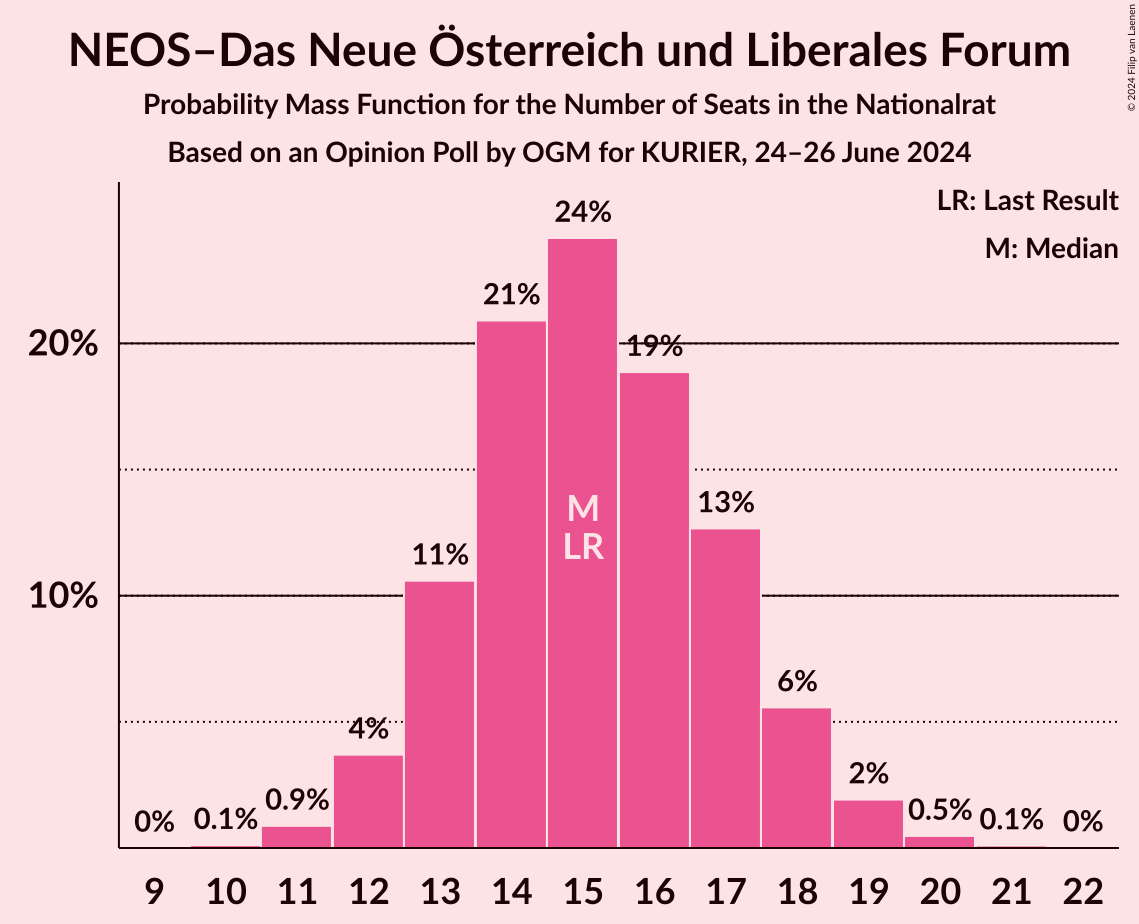 NEOS–Das Neue Österreich und Liberales Forum
Probability Mass Function for the Number of Seats in the Nationalrat
Based on an Opinion Poll by OGM for KURIER, 24–26 June 2024
© 2024 Filip van Laenen
LR: Last Result
M: Median
20%
10%
0%
0.1%
0.9%
4%
11%
21%
24%
19%
13%
6%
2%
0.5%
0.1%
0%
M
LR
9 10 11 12 13 14 15 16 17 18 19 20 21 22